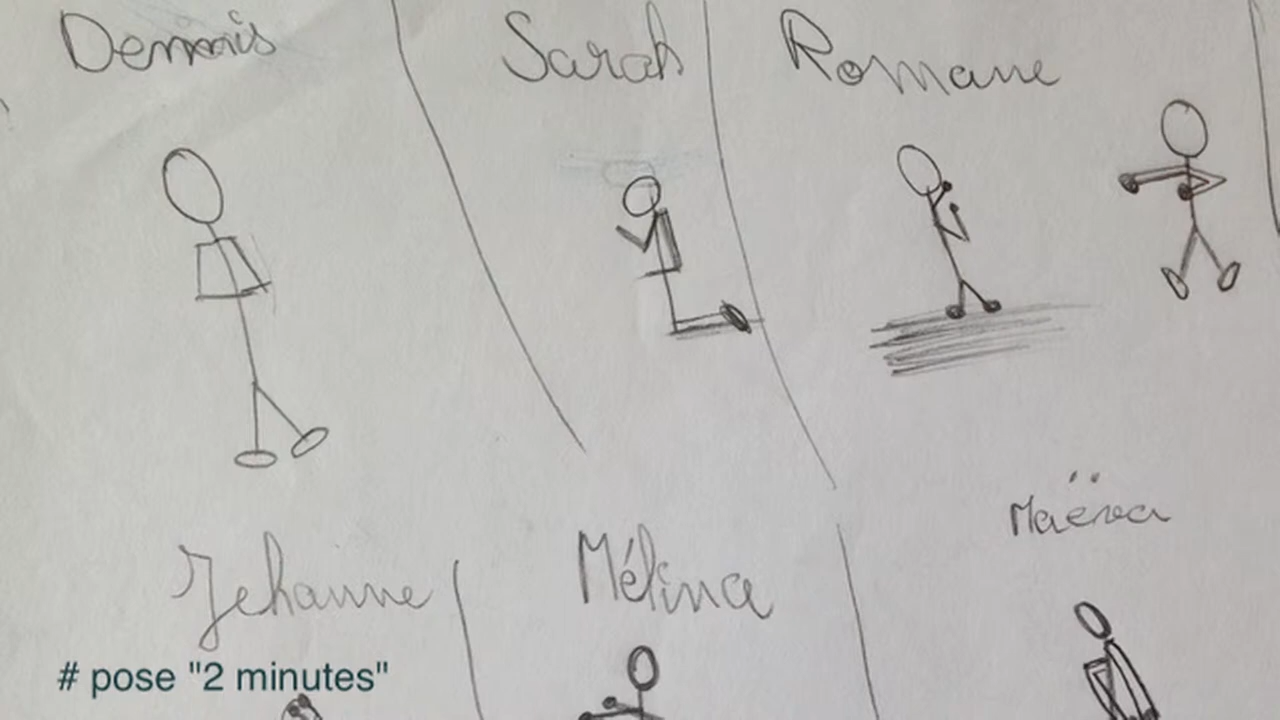 Dennis
Sarah
Romane
Maëva
Jehanne
Mélina
# pose "2 minutes"